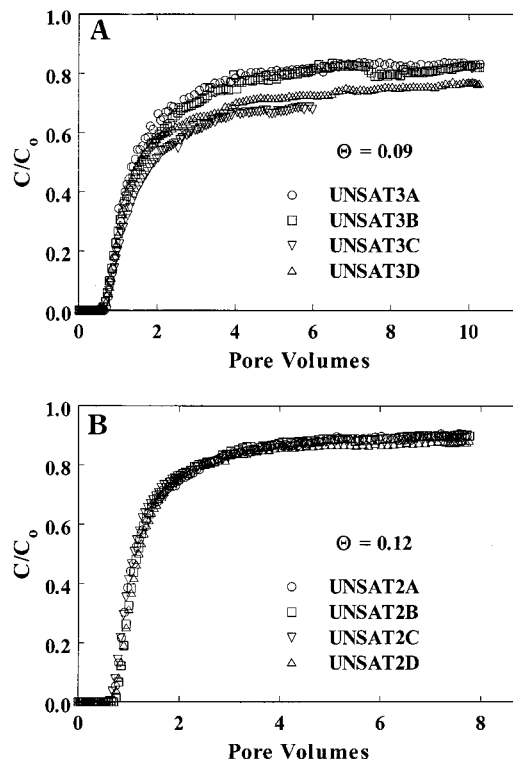 A
1.0
0.8
0.6
0.4
0.2
0.0
C/Co
Θ = 0.09
UNSAT3A
UNSAT3B
UNSAT3C
UNSAT3D
0 2 4 6 8 10
Pore Volumes
B
1.0
0.8
0.6
0.4
0.2
0.0
C/Co
Θ = 0.12
UNSAT2A
UNSAT2B
UNSAT2C
UNSAT2D
0 2 4 6 8
Pore Volumes